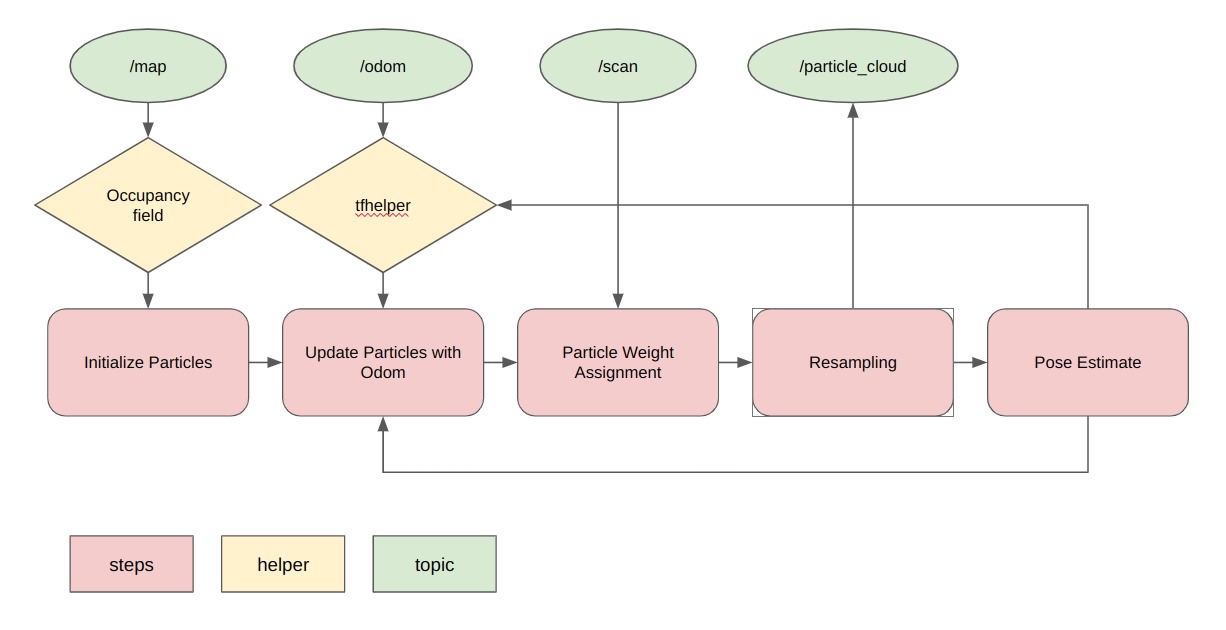 /map
/odom
/scan
/particle_cloud
Occupancy
field
tfhelper
Initialize Particles
Update Particles with
Odom
Particle Weight
Assignment
Resampling
Pose Estimate
steps
helper
topic